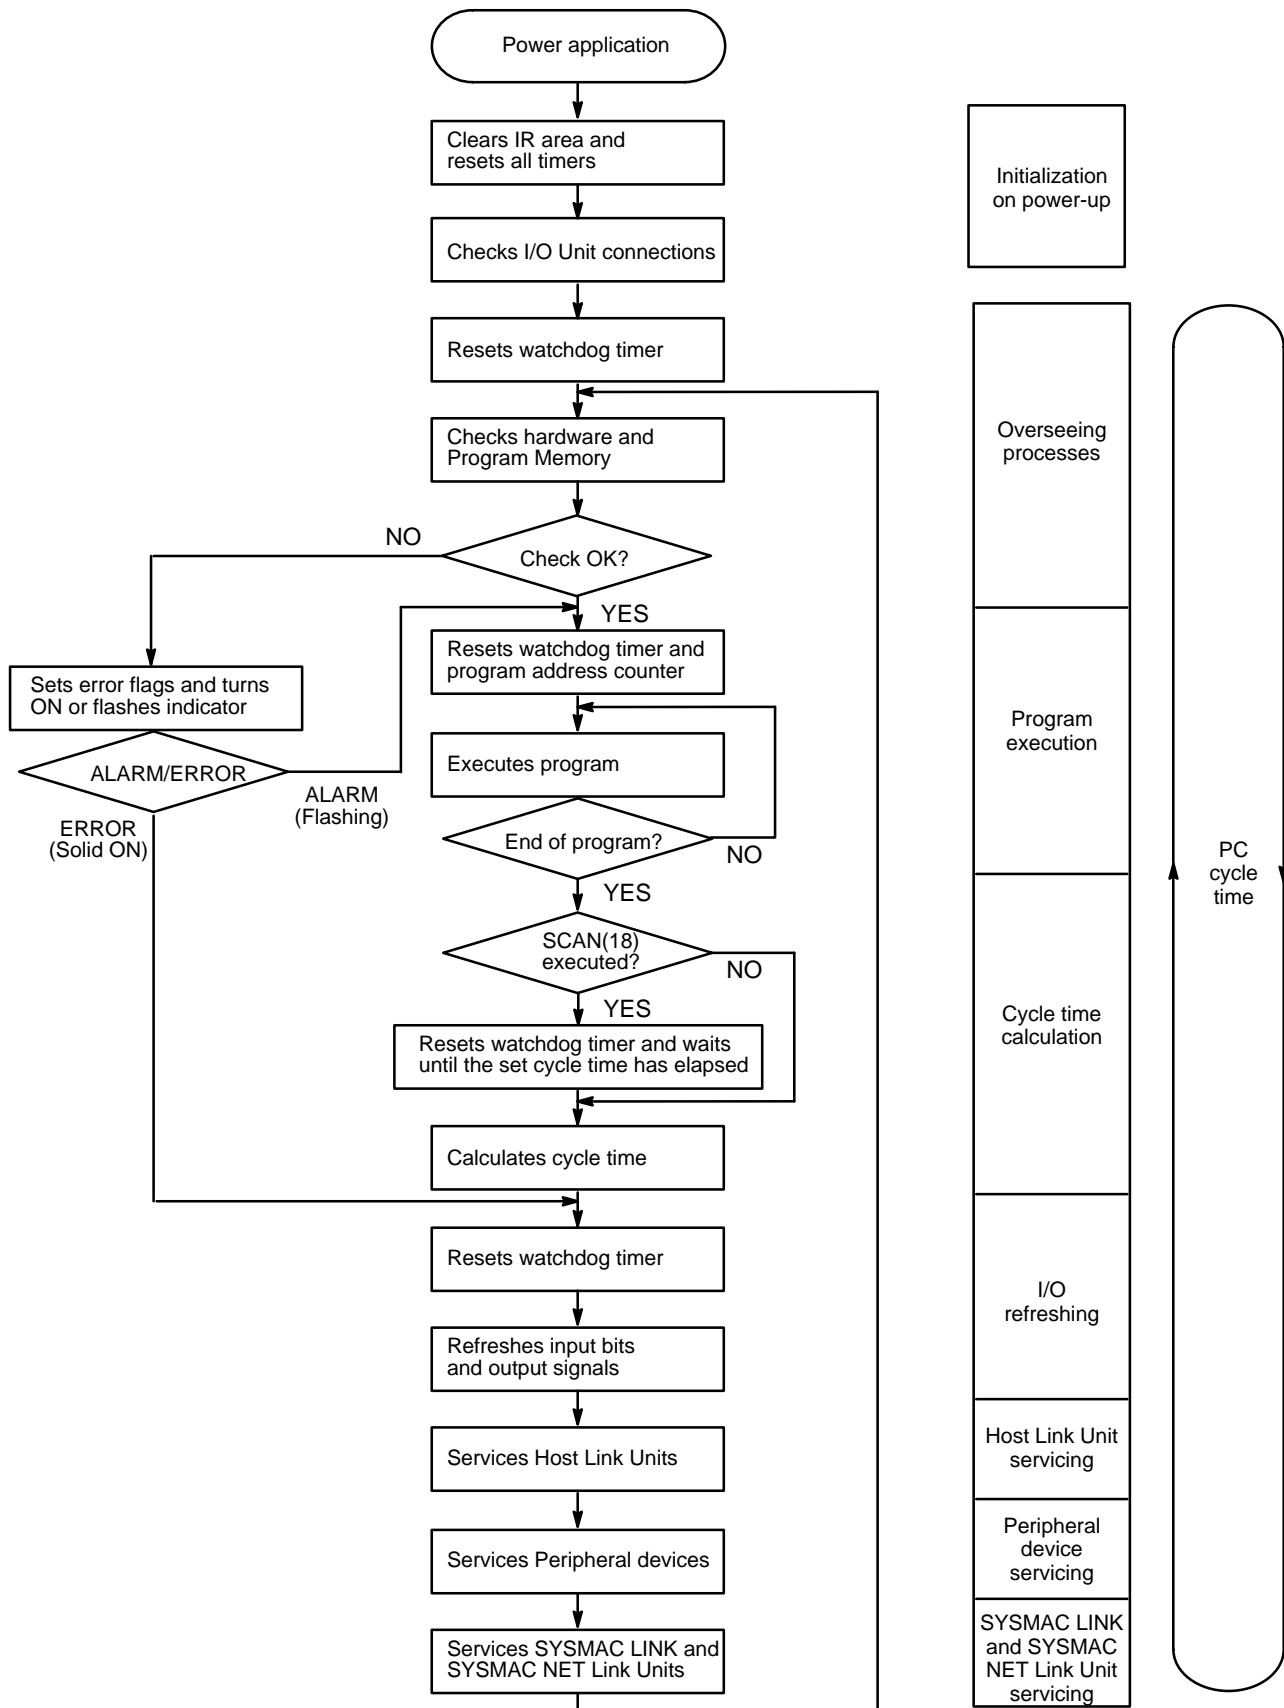 Power application
Clears IR area and
resets all timers
Initialization
on power-up
Checks I/O Unit connections
Resets watchdog timer
Checks hardware and
Program Memory
Overseeing
processes
NO
Check OK?
YES
Resets watchdog timer and
program address counter
Sets error flags and turns
ON or flashes indicator
Program
execution
Executes program
ALARM/ERROR
ALARM
(Flashing)
ERROR
(Solid ON)
End of program?
NO
PC
cycle
time
YES
SCAN(18)
executed?
NO
YES
Cycle time
calculation
Resets watchdog timer and waits
until the set cycle time has elapsed
Calculates cycle time
Resets watchdog timer
I/O
refreshing
Refreshes input bits
and output signals
Services Host Link Units
Host Link Unit
servicing
Services Peripheral devices
Peripheral
device
servicing
Services SYSMAC LINK and
SYSMAC NET Link Units
SYSMAC LINK
and SYSMAC
NET Link Unit
servicing